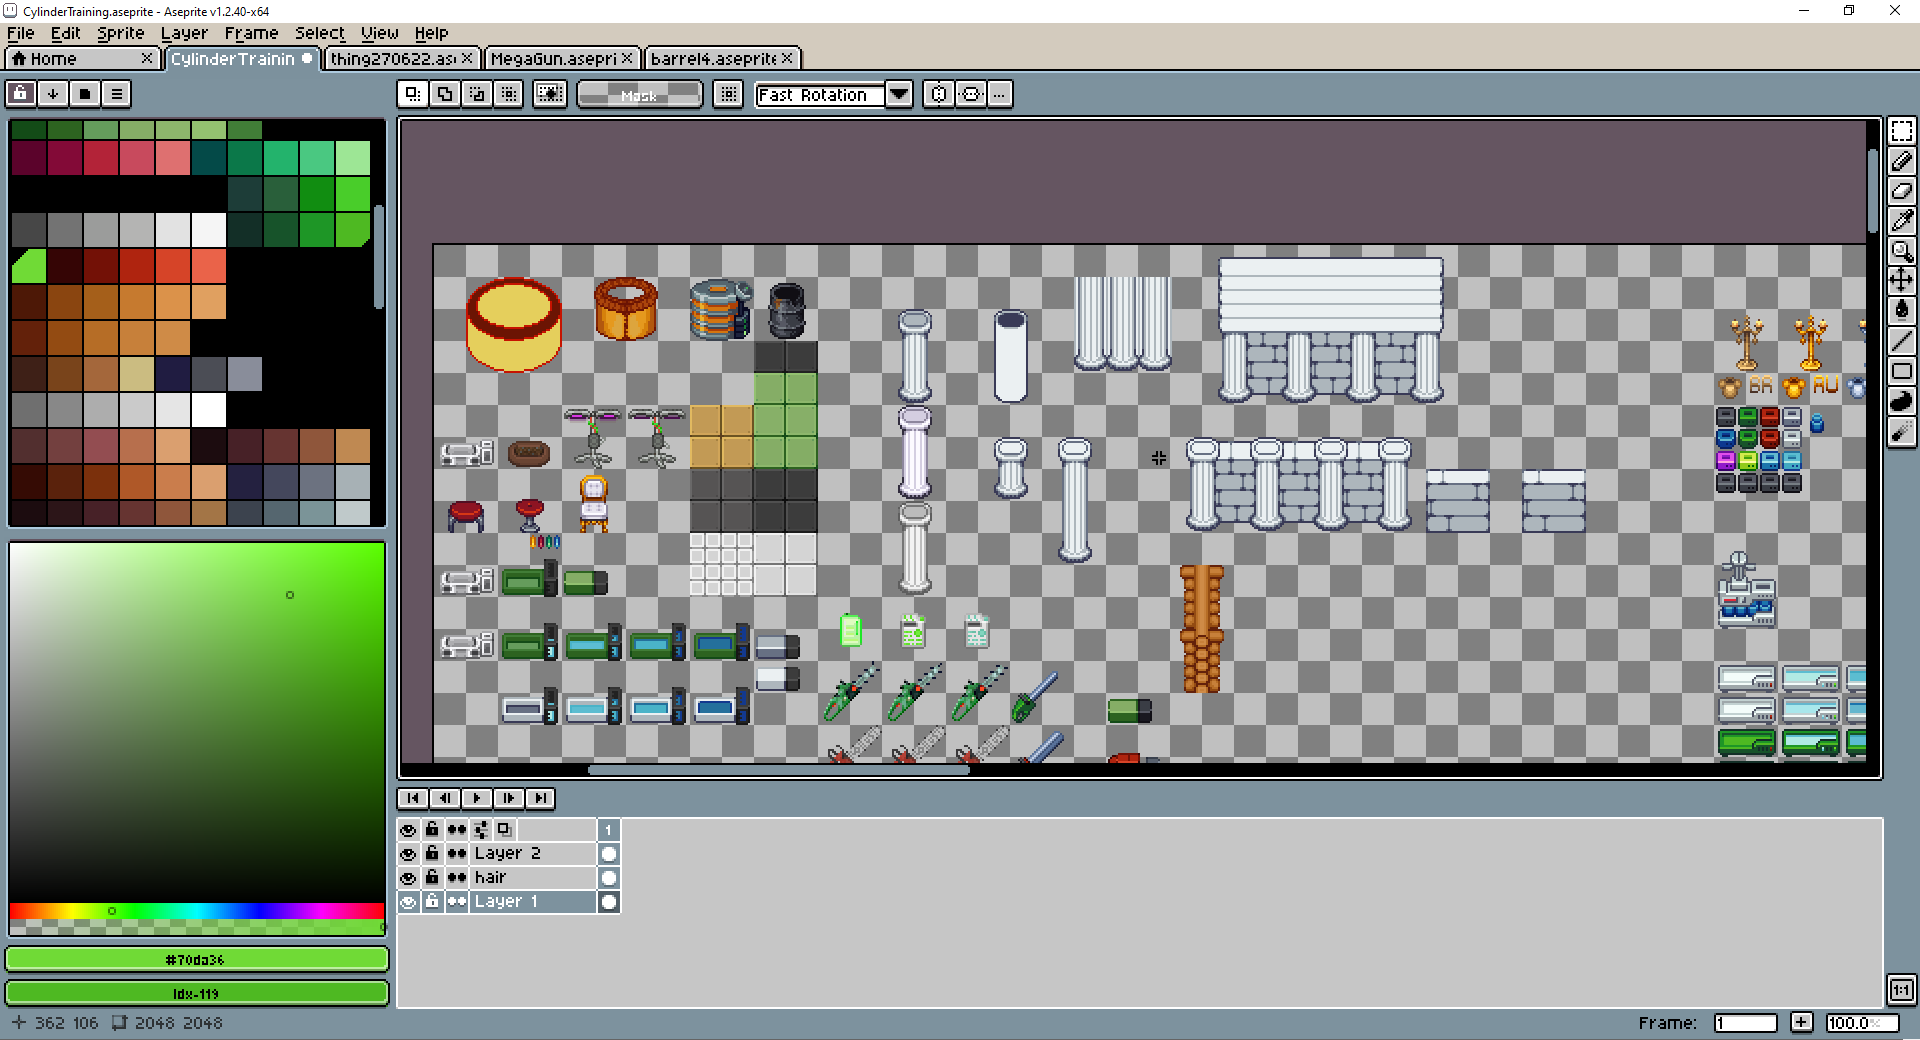 CylinderTraining.aseprite - Aseprite v1.2.40-x64
File Edit Sprite Layer Frame Select View Help
Home CylinderTrainin thing270622.as MegaGun.asepri barrel4.aseprite
Mask Fast Rotation
BR AU
1
Layer 2
hair
Layer 1
#70da36
Idx-119
1:1
362 106 2048 2048 Frame: 1 + 100.0